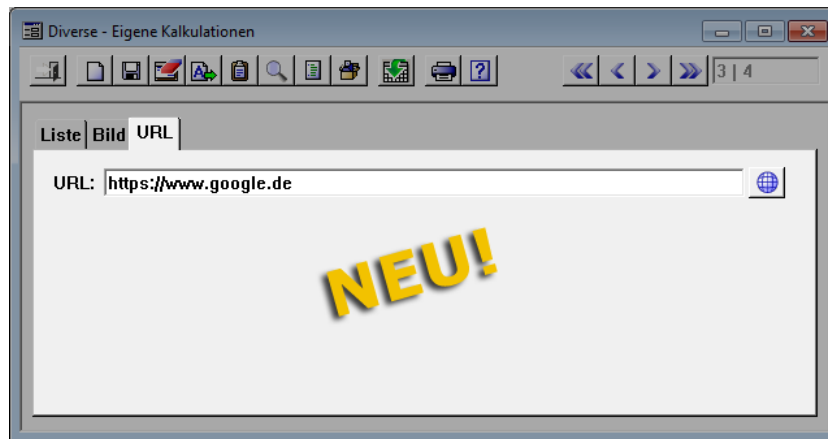 Diverse - Eigene Kalkulationen
3 | 4
Liste Bild URL
URL: https://www.google.de
NEU!